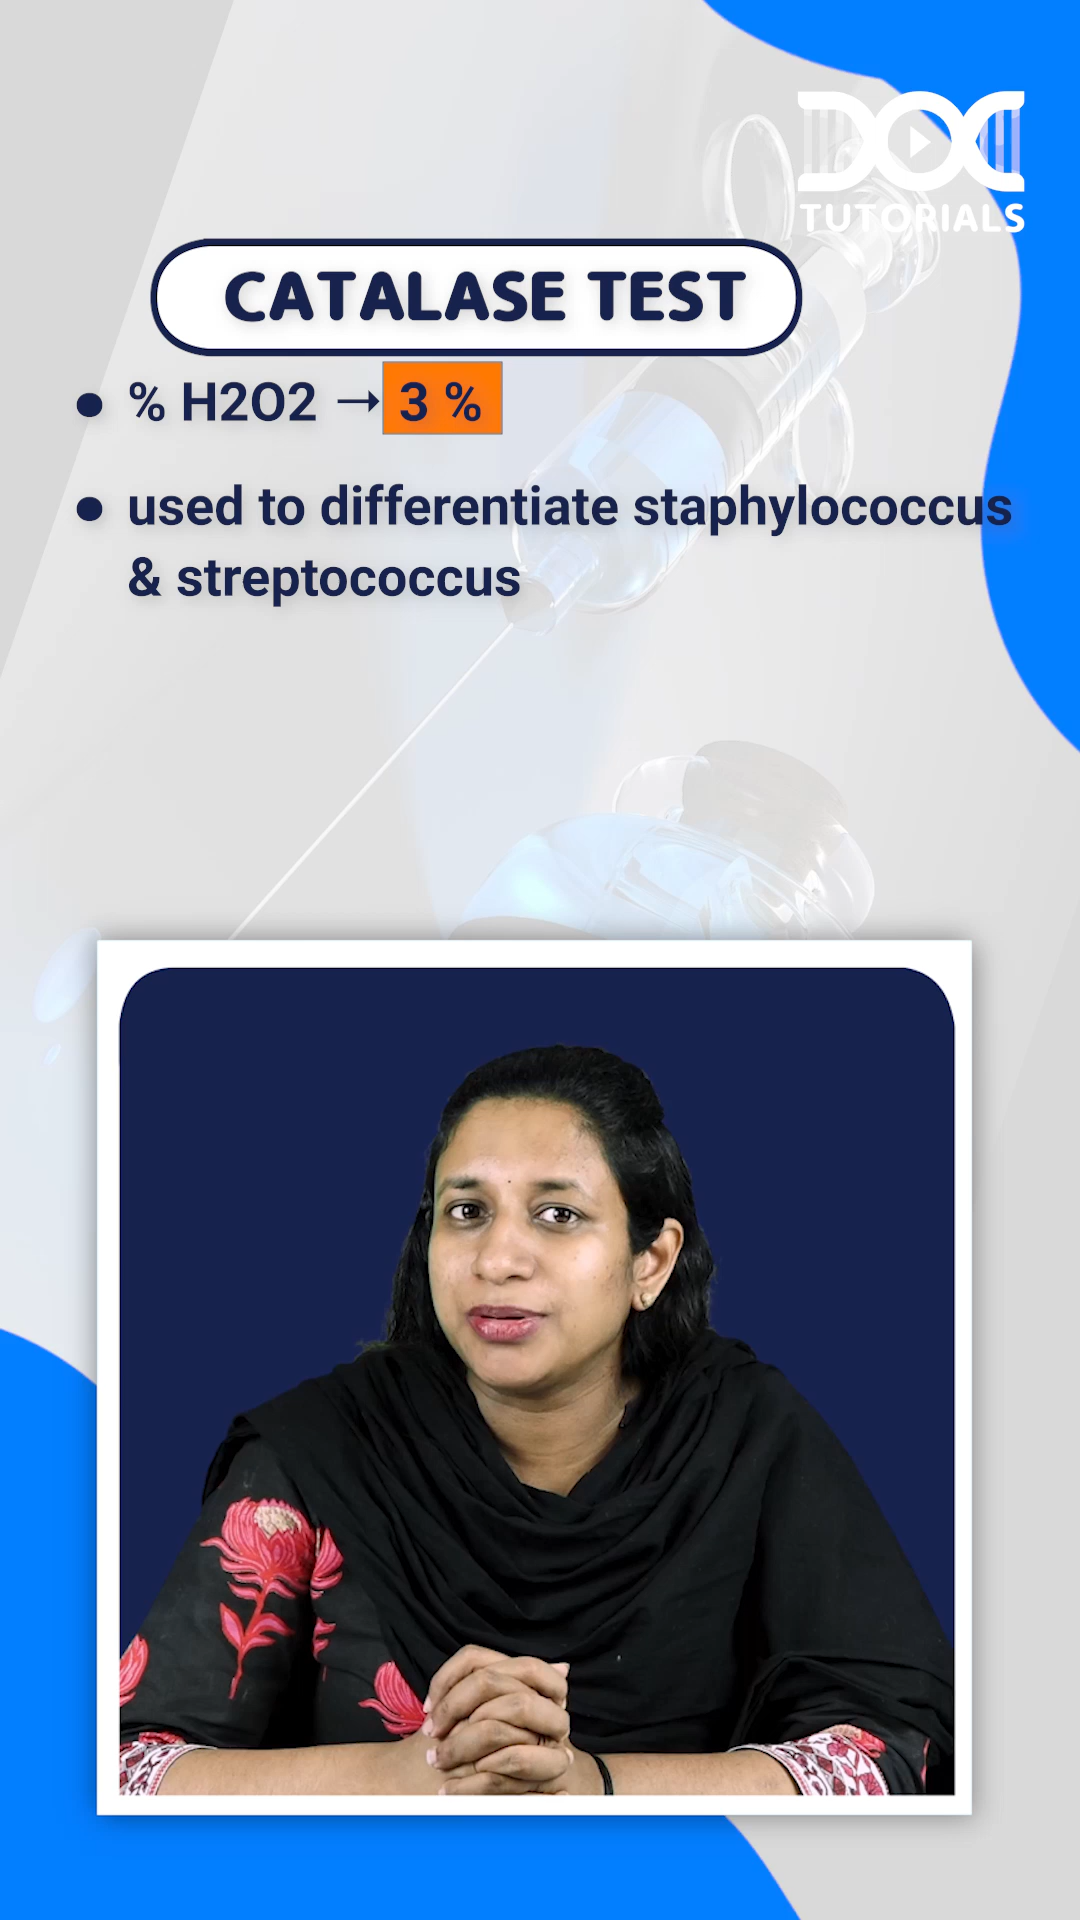 DOC
TUTORIALS
CATALASE TEST
• % H2O2 → 3 %
• used to differentiate staphylococcus
& streptococcus